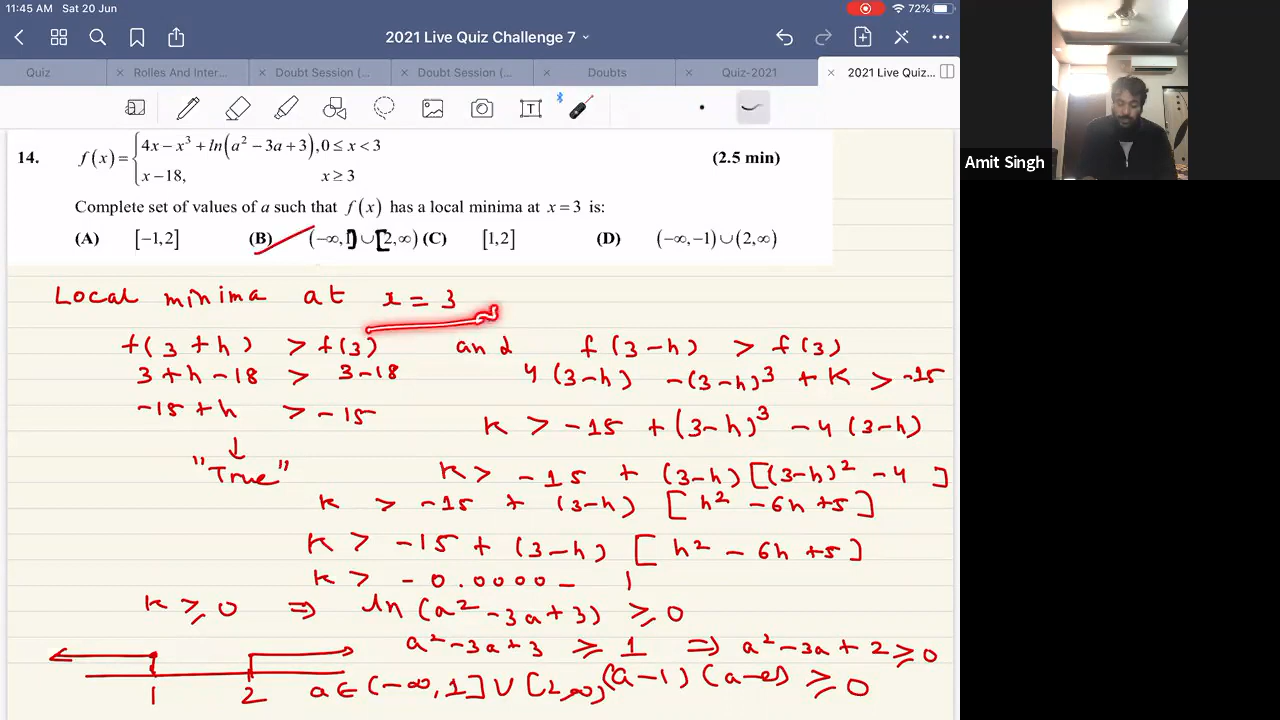 11:45 AM Sat 20 Jun
72%
2021 Live Quiz Challenge 7
Quiz
Rolles And Inter...
Doubt Session (...
Doubt Session (...
Doubts
Quiz-2021
2021 Live Quiz...
Amit Singh
14. f(x) = { 4x − x³ + ln(a² − 3a + 3), 0 ≤ x < 3
x − 18, x ≥ 3
(2.5 min)
Complete set of values of a such that f(x) has a local minima at x = 3 is:
(A) [−1, 2] (B) (−∞, 1] ∪ [2, ∞) (C) [1, 2] (D) (−∞, −1) ∪ (2, ∞)
Local minima at x = 3
f(3 + h) > f(3) and f(3 − h) > f(3)
3 + h − 18 > 3 − 18 4(3 − h) − (3 − h)³ + K > −15
−15 + h > −15 K > −15 + (3 − h)³ − 4(3 − h)
↓
"True" K > −15 + (3 − h)[(3 − h)² − 4]
K > −15 + (3 − h) [h² − 6h + 5]
K > −15 + (3 − h) [h² − 6h + 5]
K > − 0.0000 − 1
K ≥ 0 ⇒ ln(a² − 3a + 3) ≥ 0
a² − 3a + 3 ≥ 1 ⇒ a² − 3a + 2 ≥ 0
1 2 a ∈ (−∞, 1] ∪ [2, ∞) (a − 1)(a − 2) ≥ 0